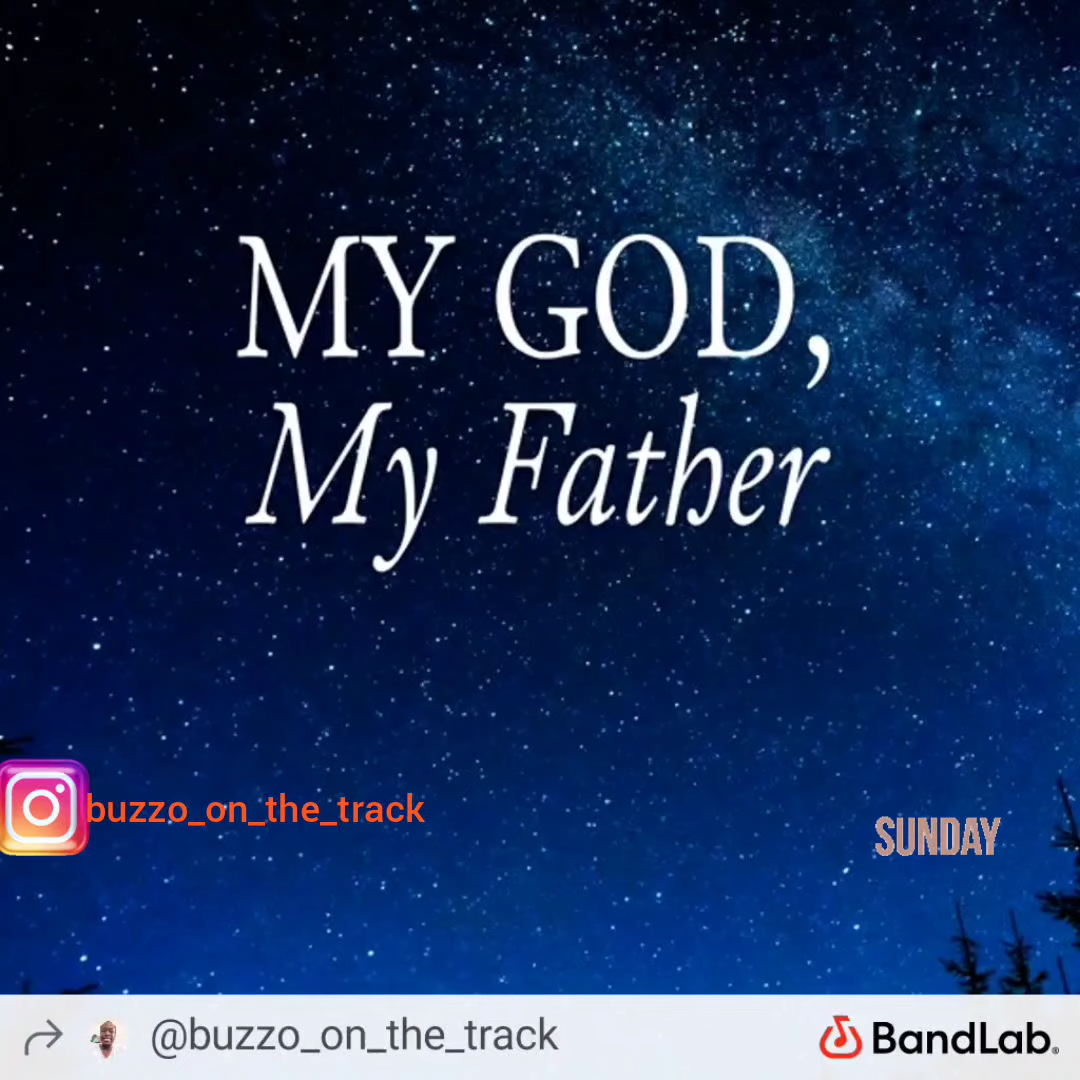 MY GOD,
My Father
buzzo_on_the_track
SUNDAY
@buzzo_on_the_track
BandLab®